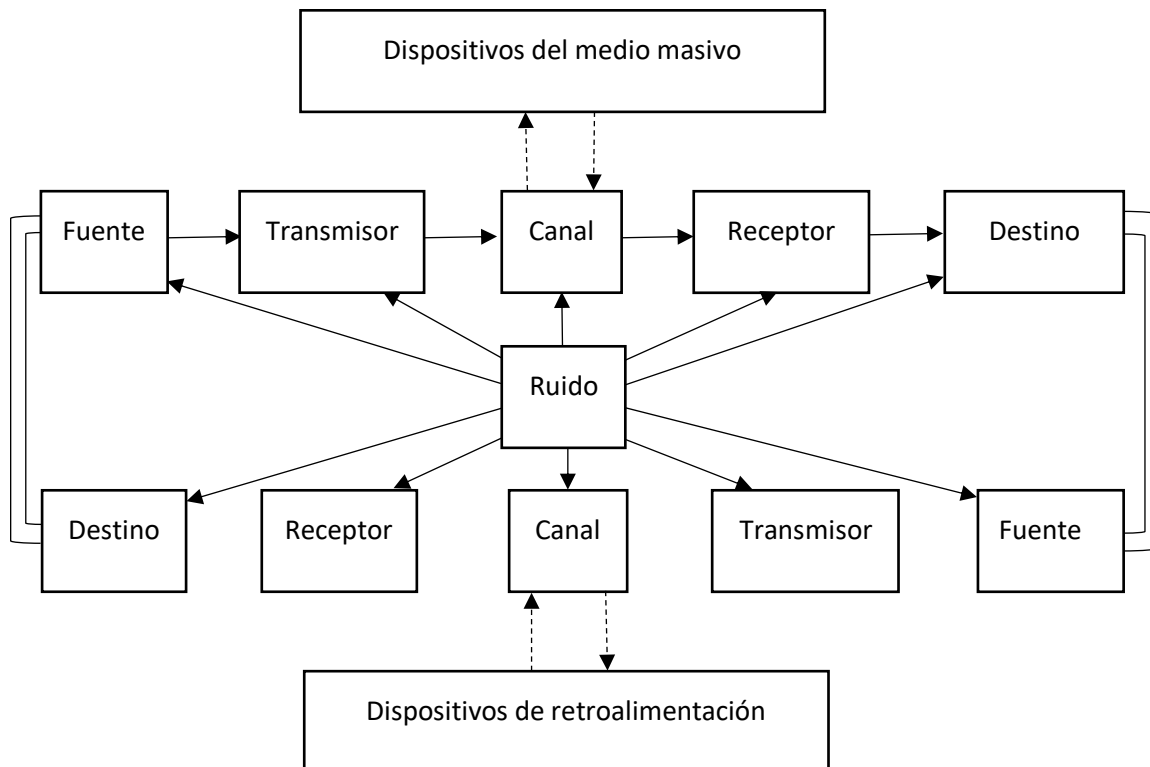 Dispositivos del medio masivo
Fuente
Transmisor
Canal
Receptor
Destino
Ruido
Destino
Receptor
Canal
Transmisor
Fuente
Dispositivos de retroalimentación